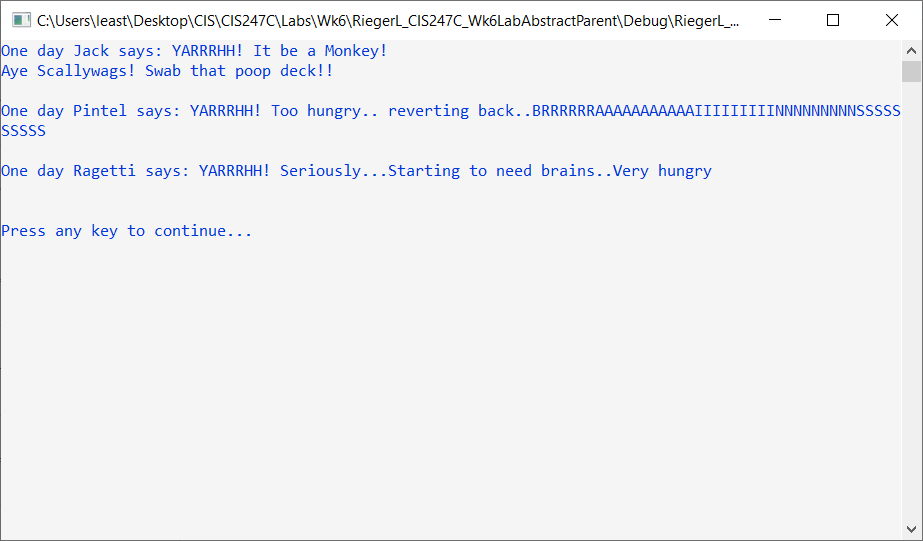 C:\Users\least\Desktop\CIS\CIS247C\Labs\Wk6\RiegerL_CIS247C_Wk6LabAbstractParent\Debug\RiegerL_...
One day Jack says: YARRRHH! It be a Monkey!
Aye Scallywags! Swab that poop deck!!
One day Pintel says: YARRRHH! Too hungry.. reverting back..BRRRRRRAAAAAAAAAAAIIIIIIIIINNNNNNNNNSSSSS
SSSSS
One day Ragetti says: YARRRHH! Seriously...Starting to need brains..Very hungry
Press any key to continue...